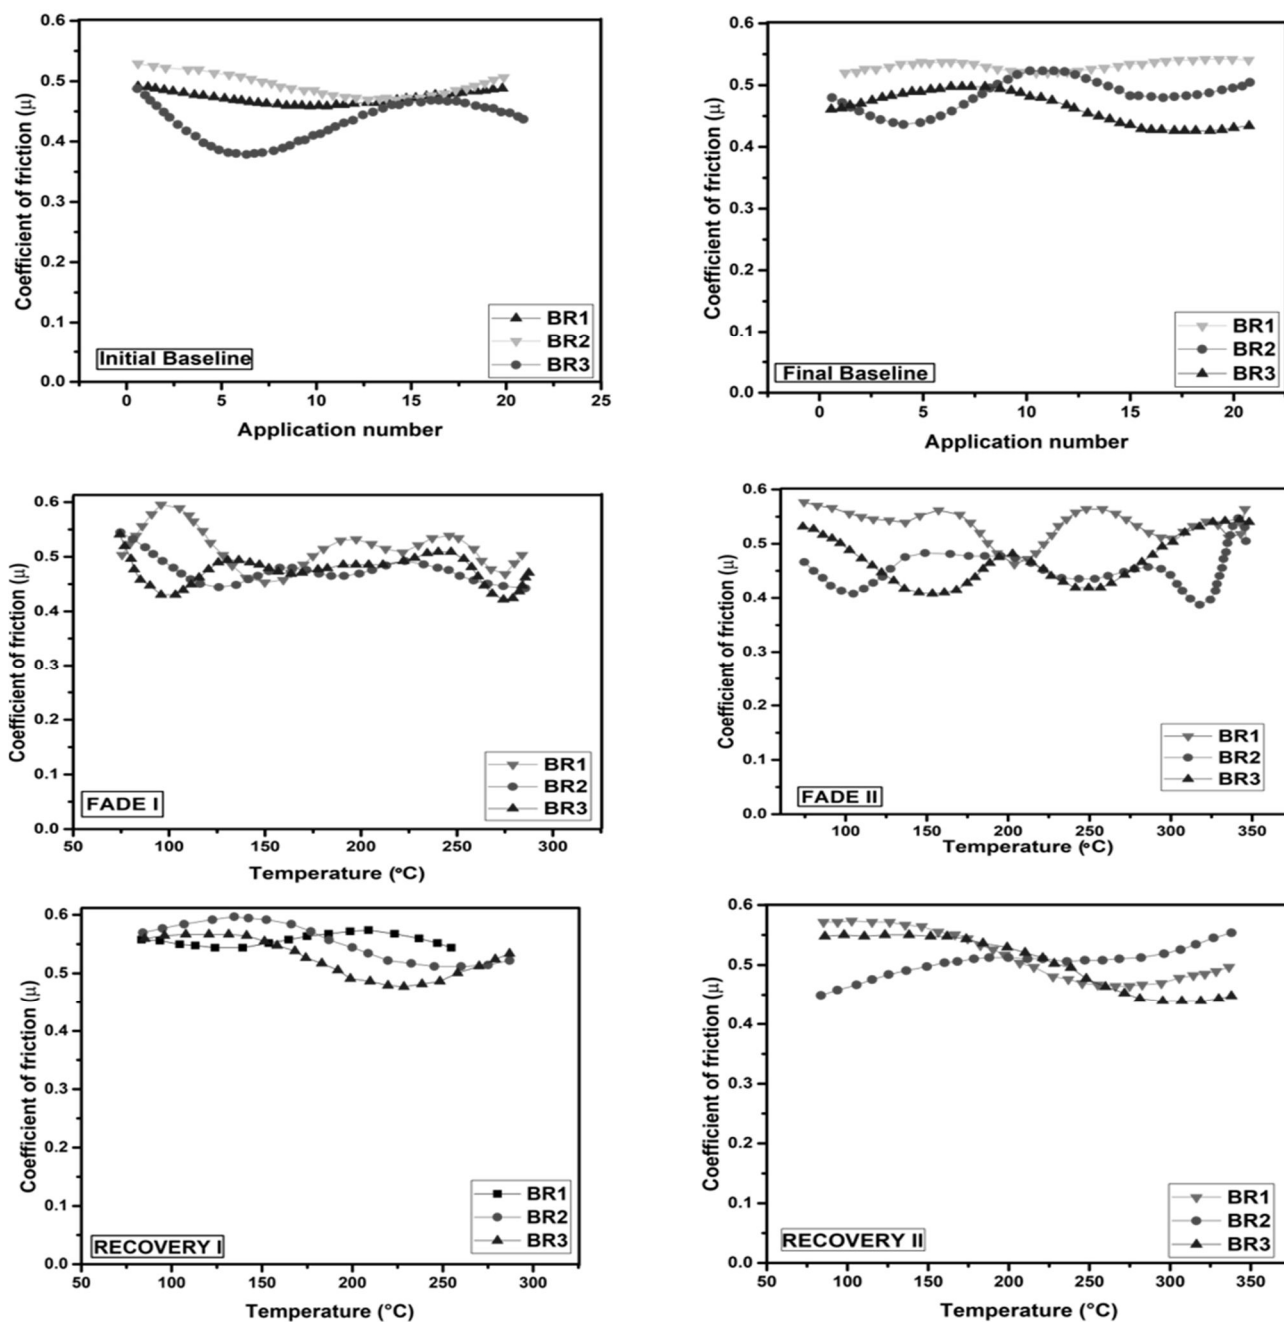 0.6
0.5
0.4
0.3
0.2
0.1
0.0
Coefficient of friction (μ)
BR1
BR2
BR3
Initial Baseline
0 5 10 15 20 25
Application number
0.6
0.5
0.4
0.3
0.2
0.1
0.0
Coefficient of friction (μ)
BR1
BR2
BR3
Final Baseline
0 5 10 15 20
Application number
0.6
0.5
0.4
0.3
0.2
0.1
0.0
Coefficient of friction (μ)
BR1
BR2
BR3
FADE I
50 100 150 200 250 300
Temperature (°C)
0.6
0.5
0.4
0.3
0.2
0.1
0.0
Coefficient of friction (μ)
BR1
BR2
BR3
FADE II
100 150 200 250 300 350
Temperature (°C)
0.6
0.5
0.4
0.3
0.2
0.1
0.0
Coefficient of friction (μ)
BR1
BR2
BR3
RECOVERY I
50 100 150 200 250 300
Temperature (°C)
0.6
0.5
0.4
0.3
0.2
0.1
0.0
Coefficient of friction (μ)
BR1
BR2
BR3
RECOVERY II
50 100 150 200 250 300 350
Temperature (°C)